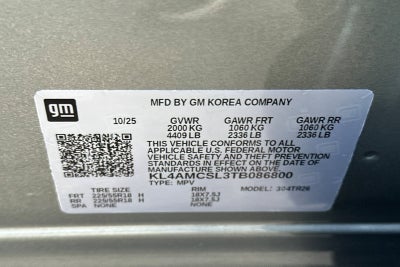 gm
MFD BY GM KOREA COMPANY
10/25 GVWR GAWR FRT GAWR RR
2000 KG 1060 KG 1060 KG
4409 LB 2336 LB 2336 LB
THIS VEHICLE CONFORMS TO ALL
APPLICABLE U.S. FEDERAL MOTOR
VEHICLE SAFETY AND THEFT PREVENTION
STANDARDS IN EFFECT ON THE DATE OF
MANUFACTURE SHOWN ABOVE.
KL4AMCSL3TB086800
TYPE: MPV MODEL: 304TR26
TIRE SIZE RIM
FRT 225/55R18 H 18X7.5J
RR 225/55R18 H 18X7.5J
SPA NONE NONE